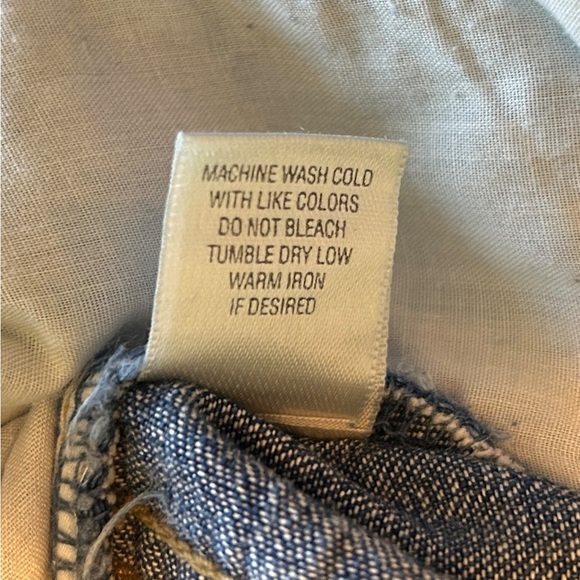 MACHINE WASH COLD
WITH LIKE COLORS
DO NOT BLEACH
TUMBLE DRY LOW
WARM IRON
IF DESIRED